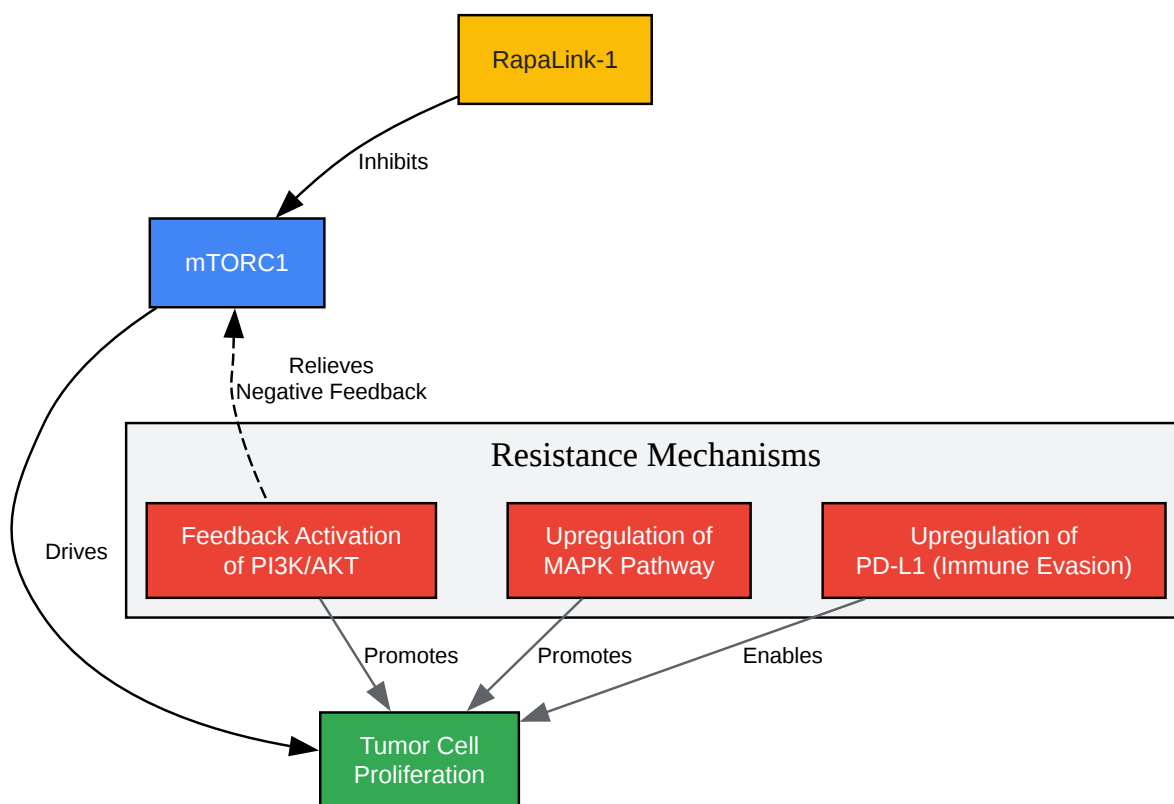 RapaLink-1
Inhibits
mTORC1
Relieves
Negative Feedback
Resistance Mechanisms
Feedback Activation
of PI3K/AKT
Upregulation of
MAPK Pathway
Upregulation of
PD-L1 (Immune Evasion)
Drives
Promotes
Promotes
Enables
Tumor Cell
Proliferation